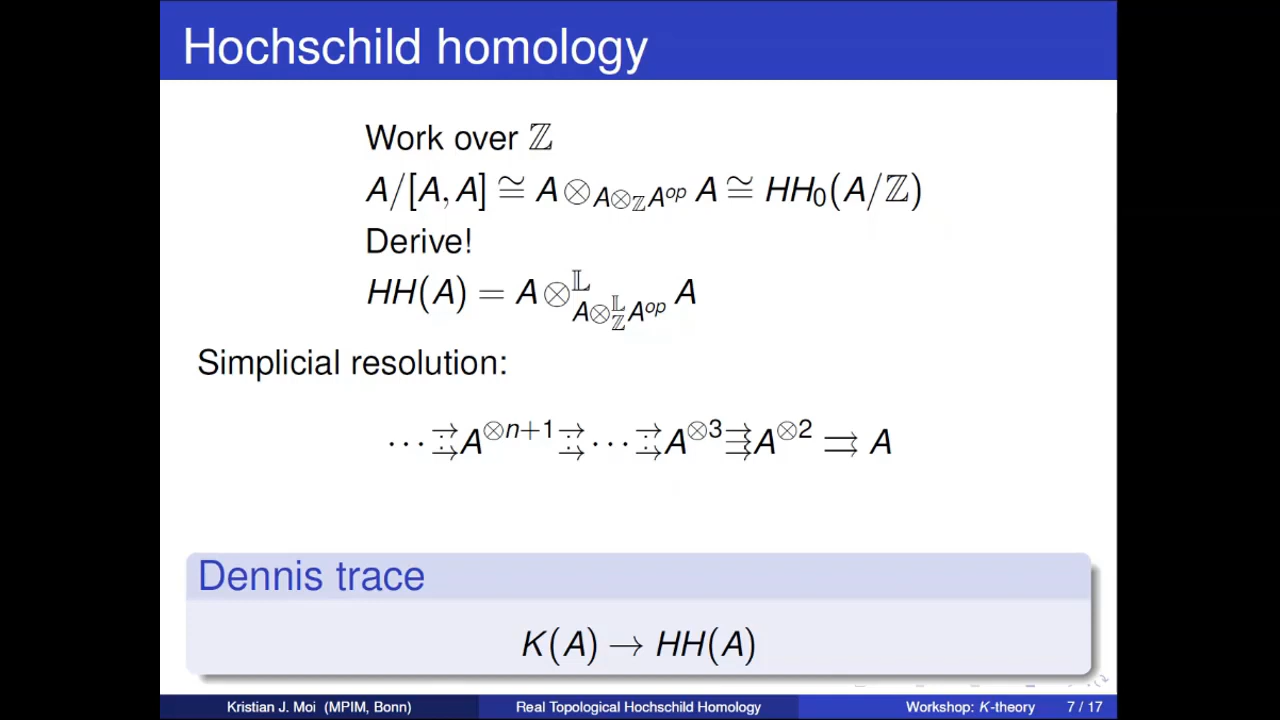 Hochschild homology
Work over ℤ
A/[A, A] ≅ A ⊗_{A⊗_ℤ A^{op}} A ≅ HH₀(A/ℤ)
Derive!
HH(A) = A ⊗^𝕃_{A⊗^𝕃_ℤ A^{op}} A
Simplicial resolution:
⋯ ⇉ A^{⊗n+1} ⇉ ⋯ ⇉ A^{⊗3} ⇶ A^{⊗2} ⇉ A
Dennis trace
K(A) → HH(A)
Kristian J. Moi (MPIM, Bonn) Real Topological Hochschild Homology Workshop: K-theory 7 / 17